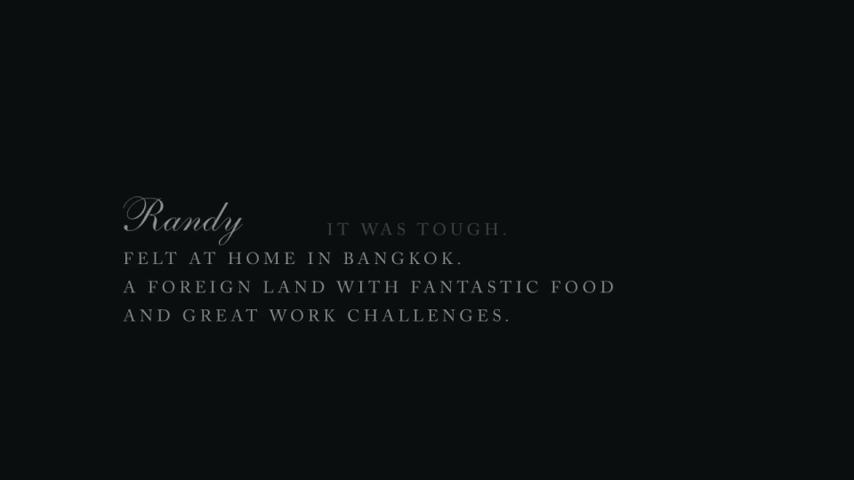 Randy IT WAS TOUGH.
FELT AT HOME IN BANGKOK.
A FOREIGN LAND WITH FANTASTIC FOOD
AND GREAT WORK CHALLENGES.